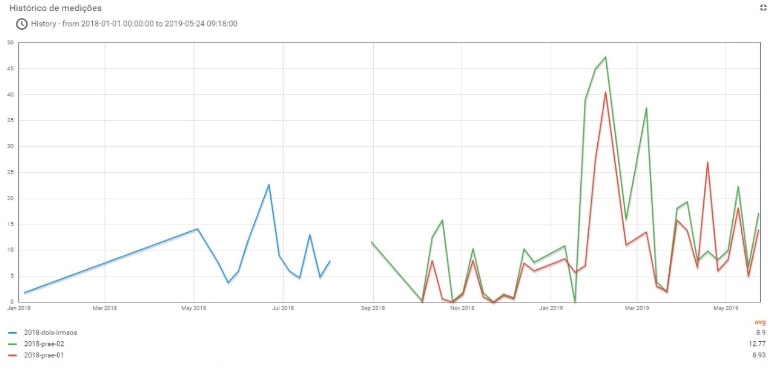 Histórico de medições
History - from 2018-01-01 00:00:00 to 2019-05-24 09:18:00
50
45
40
35
30
25
20
15
10
5
0
Jan 2018 Mar 2018 May 2018 Jul 2018 Sep 2018 Nov 2018 Jan 2019 Mar 2019 May 2019
avg
2018-dois-irmaos 8.9
2018-prae-02 12.77
2018-prae-01 8.93